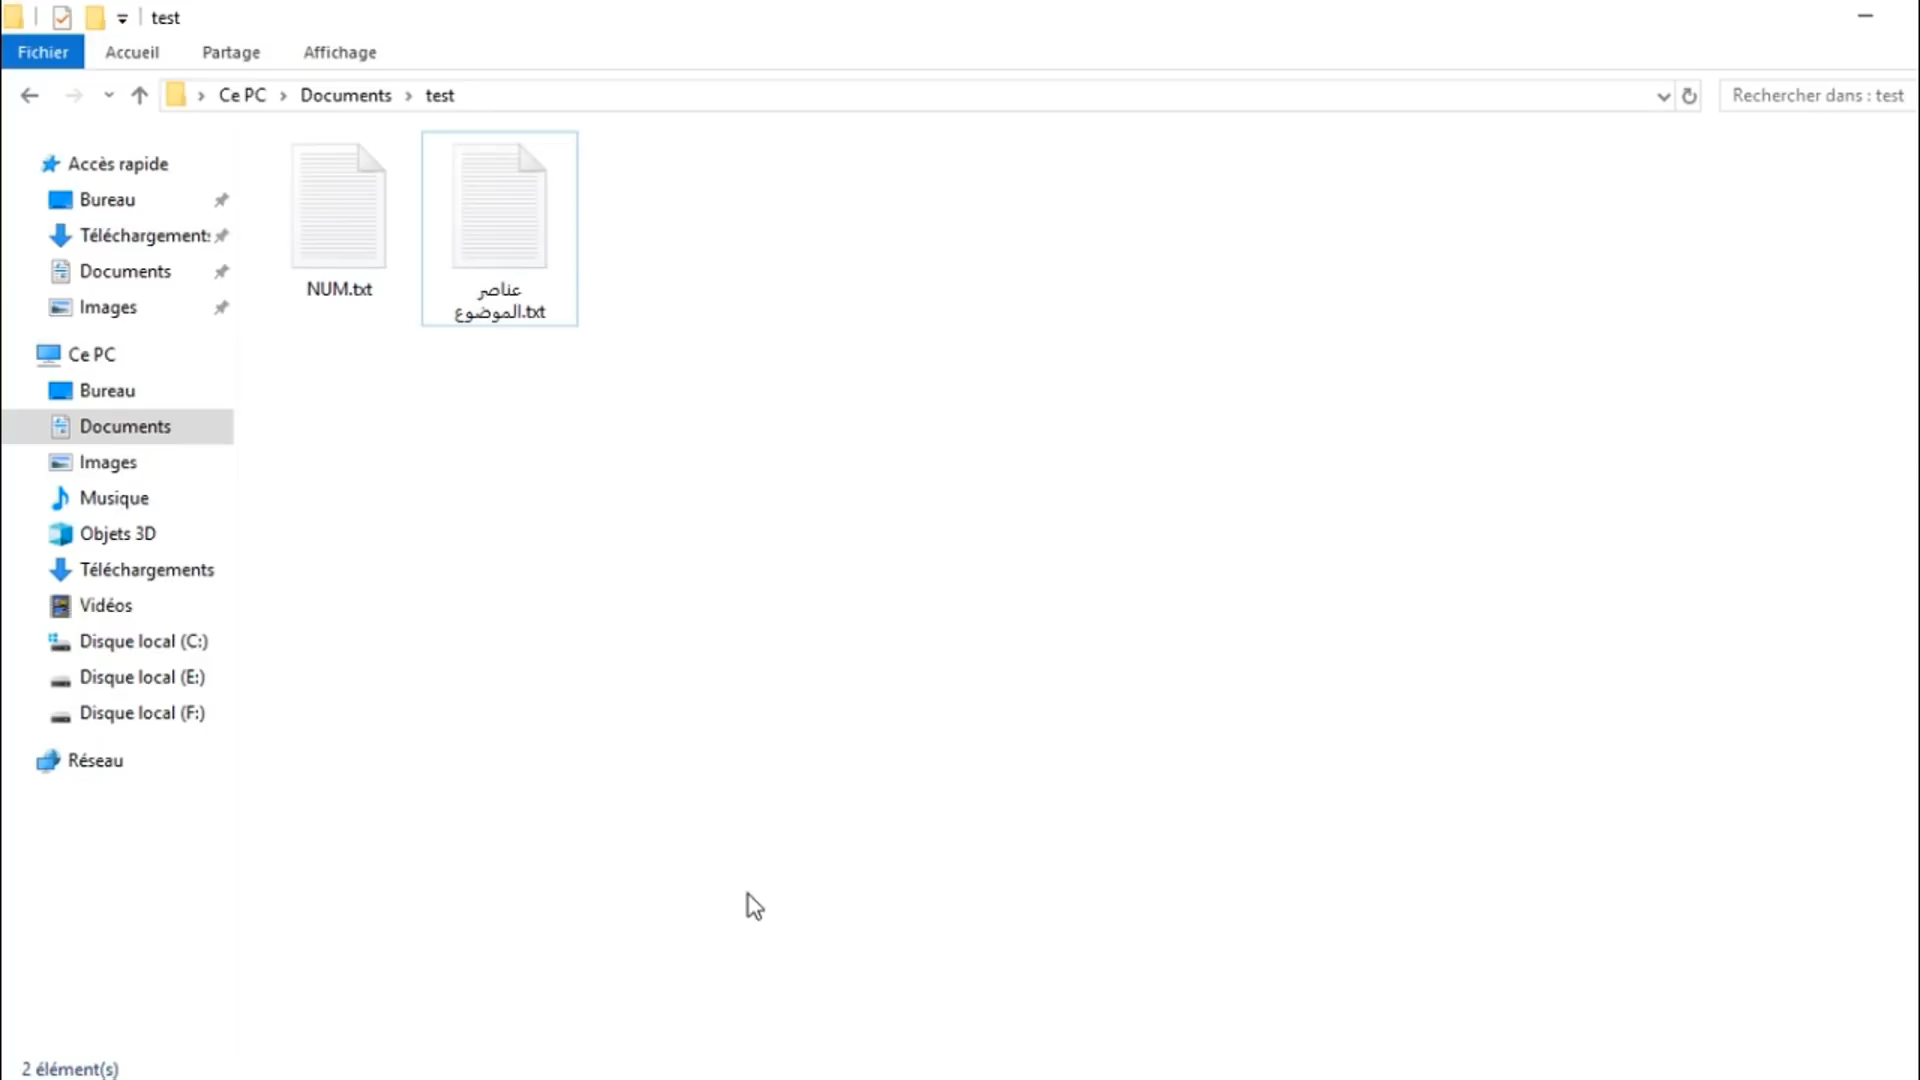 test
Fichier
Accueil
Partage
Affichage
Ce PC
Documents
test
Rechercher dans : test
Accès rapide
Bureau
Téléchargements
Documents
Images
Ce PC
Bureau
Documents
Images
Musique
Objets 3D
Téléchargements
Vidéos
Disque local (C:)
Disque local (E:)
Disque local (F:)
Réseau
NUM.txt
عناصر
الموضوع.txt
2 élément(s)